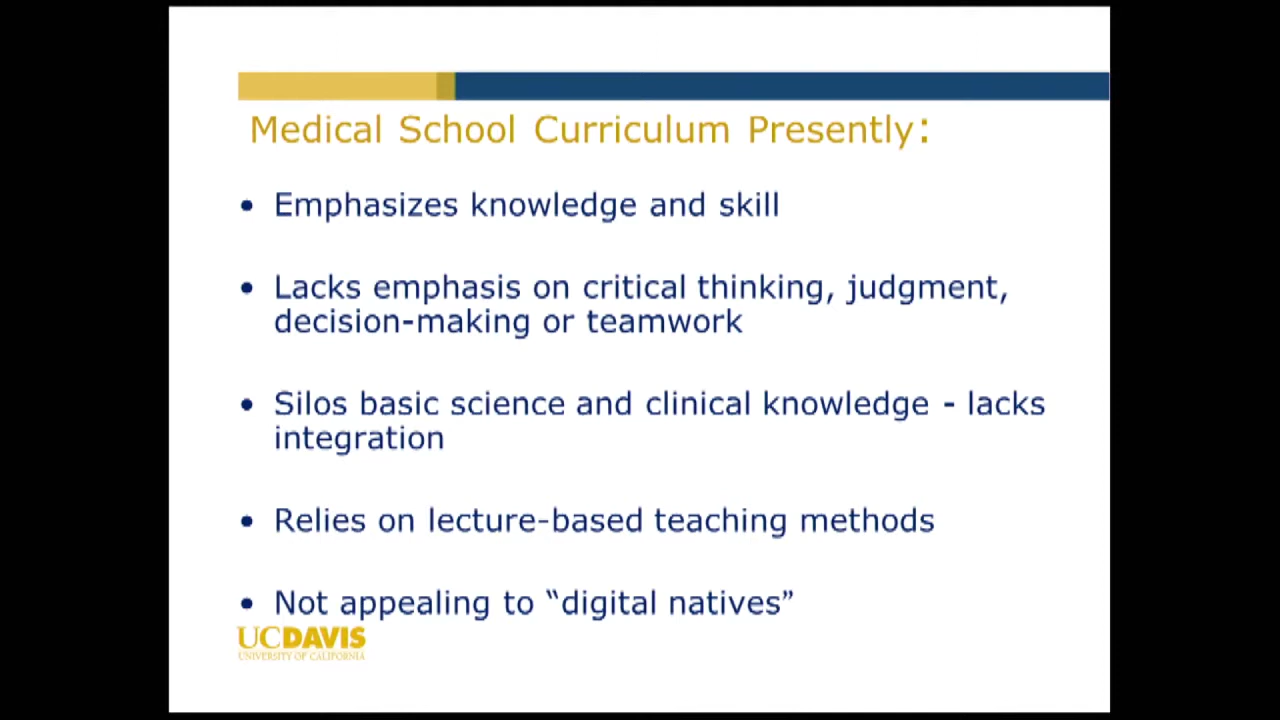 Medical School Curriculum Presently:
• Emphasizes knowledge and skill
• Lacks emphasis on critical thinking, judgment,
decision-making or teamwork
• Silos basic science and clinical knowledge - lacks
integration
• Relies on lecture-based teaching methods
• Not appealing to “digital natives”
UCDAVIS
UNIVERSITY OF CALIFORNIA